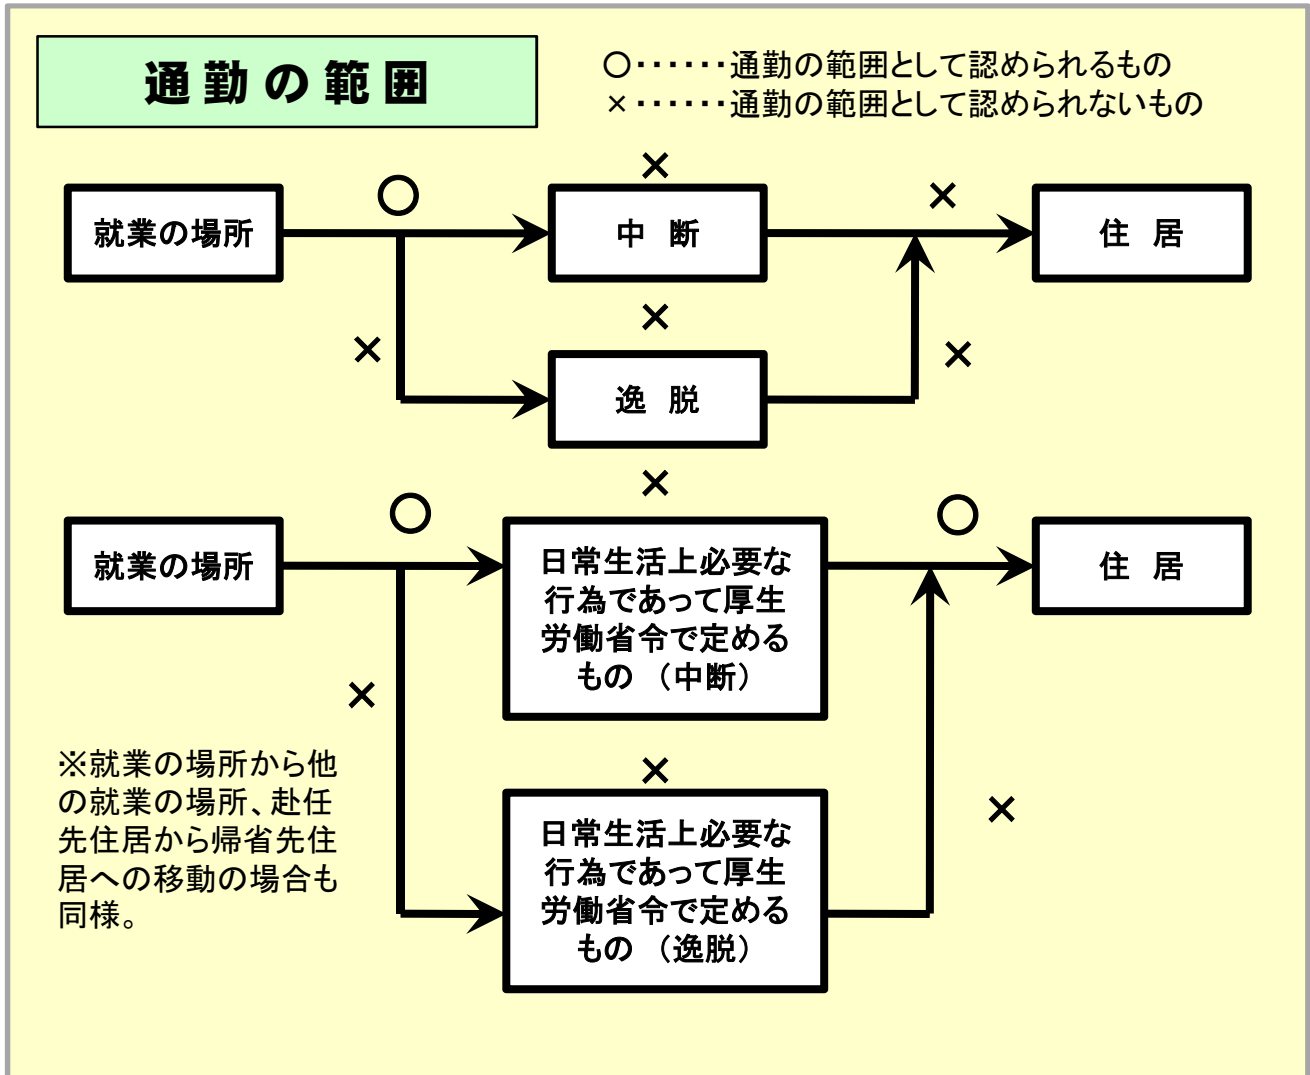 通勤の範囲
○‥‥‥通勤の範囲として認められるもの
×‥‥‥通勤の範囲として認められないもの
×
○
×
就業の場所
中 断
住 居
×
×
×
逸 脱
×
○
○
就業の場所
日常生活上必要な
行為であって厚生
労働省令で定める
もの （中断）
住 居
×
※就業の場所から他
の就業の場所、赴任
先住居から帰省先住
居への移動の場合も
同様。
×
日常生活上必要な
行為であって厚生
労働省令で定める
もの （逸脱）
×